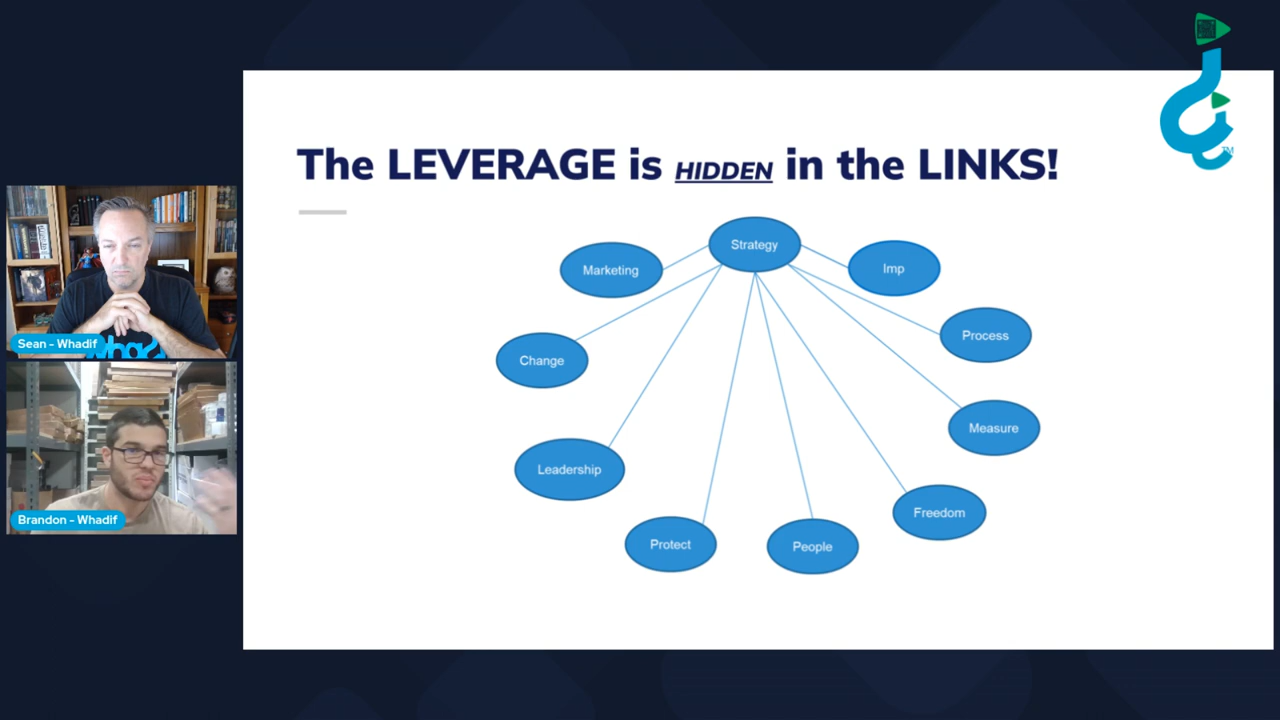 The LEVERAGE is HIDDEN in the LINKS!
Strategy
Marketing
Imp
Process
Change
Measure
Leadership
Freedom
Protect
People
Sean - Whadif
Brandon - Whadif
TM